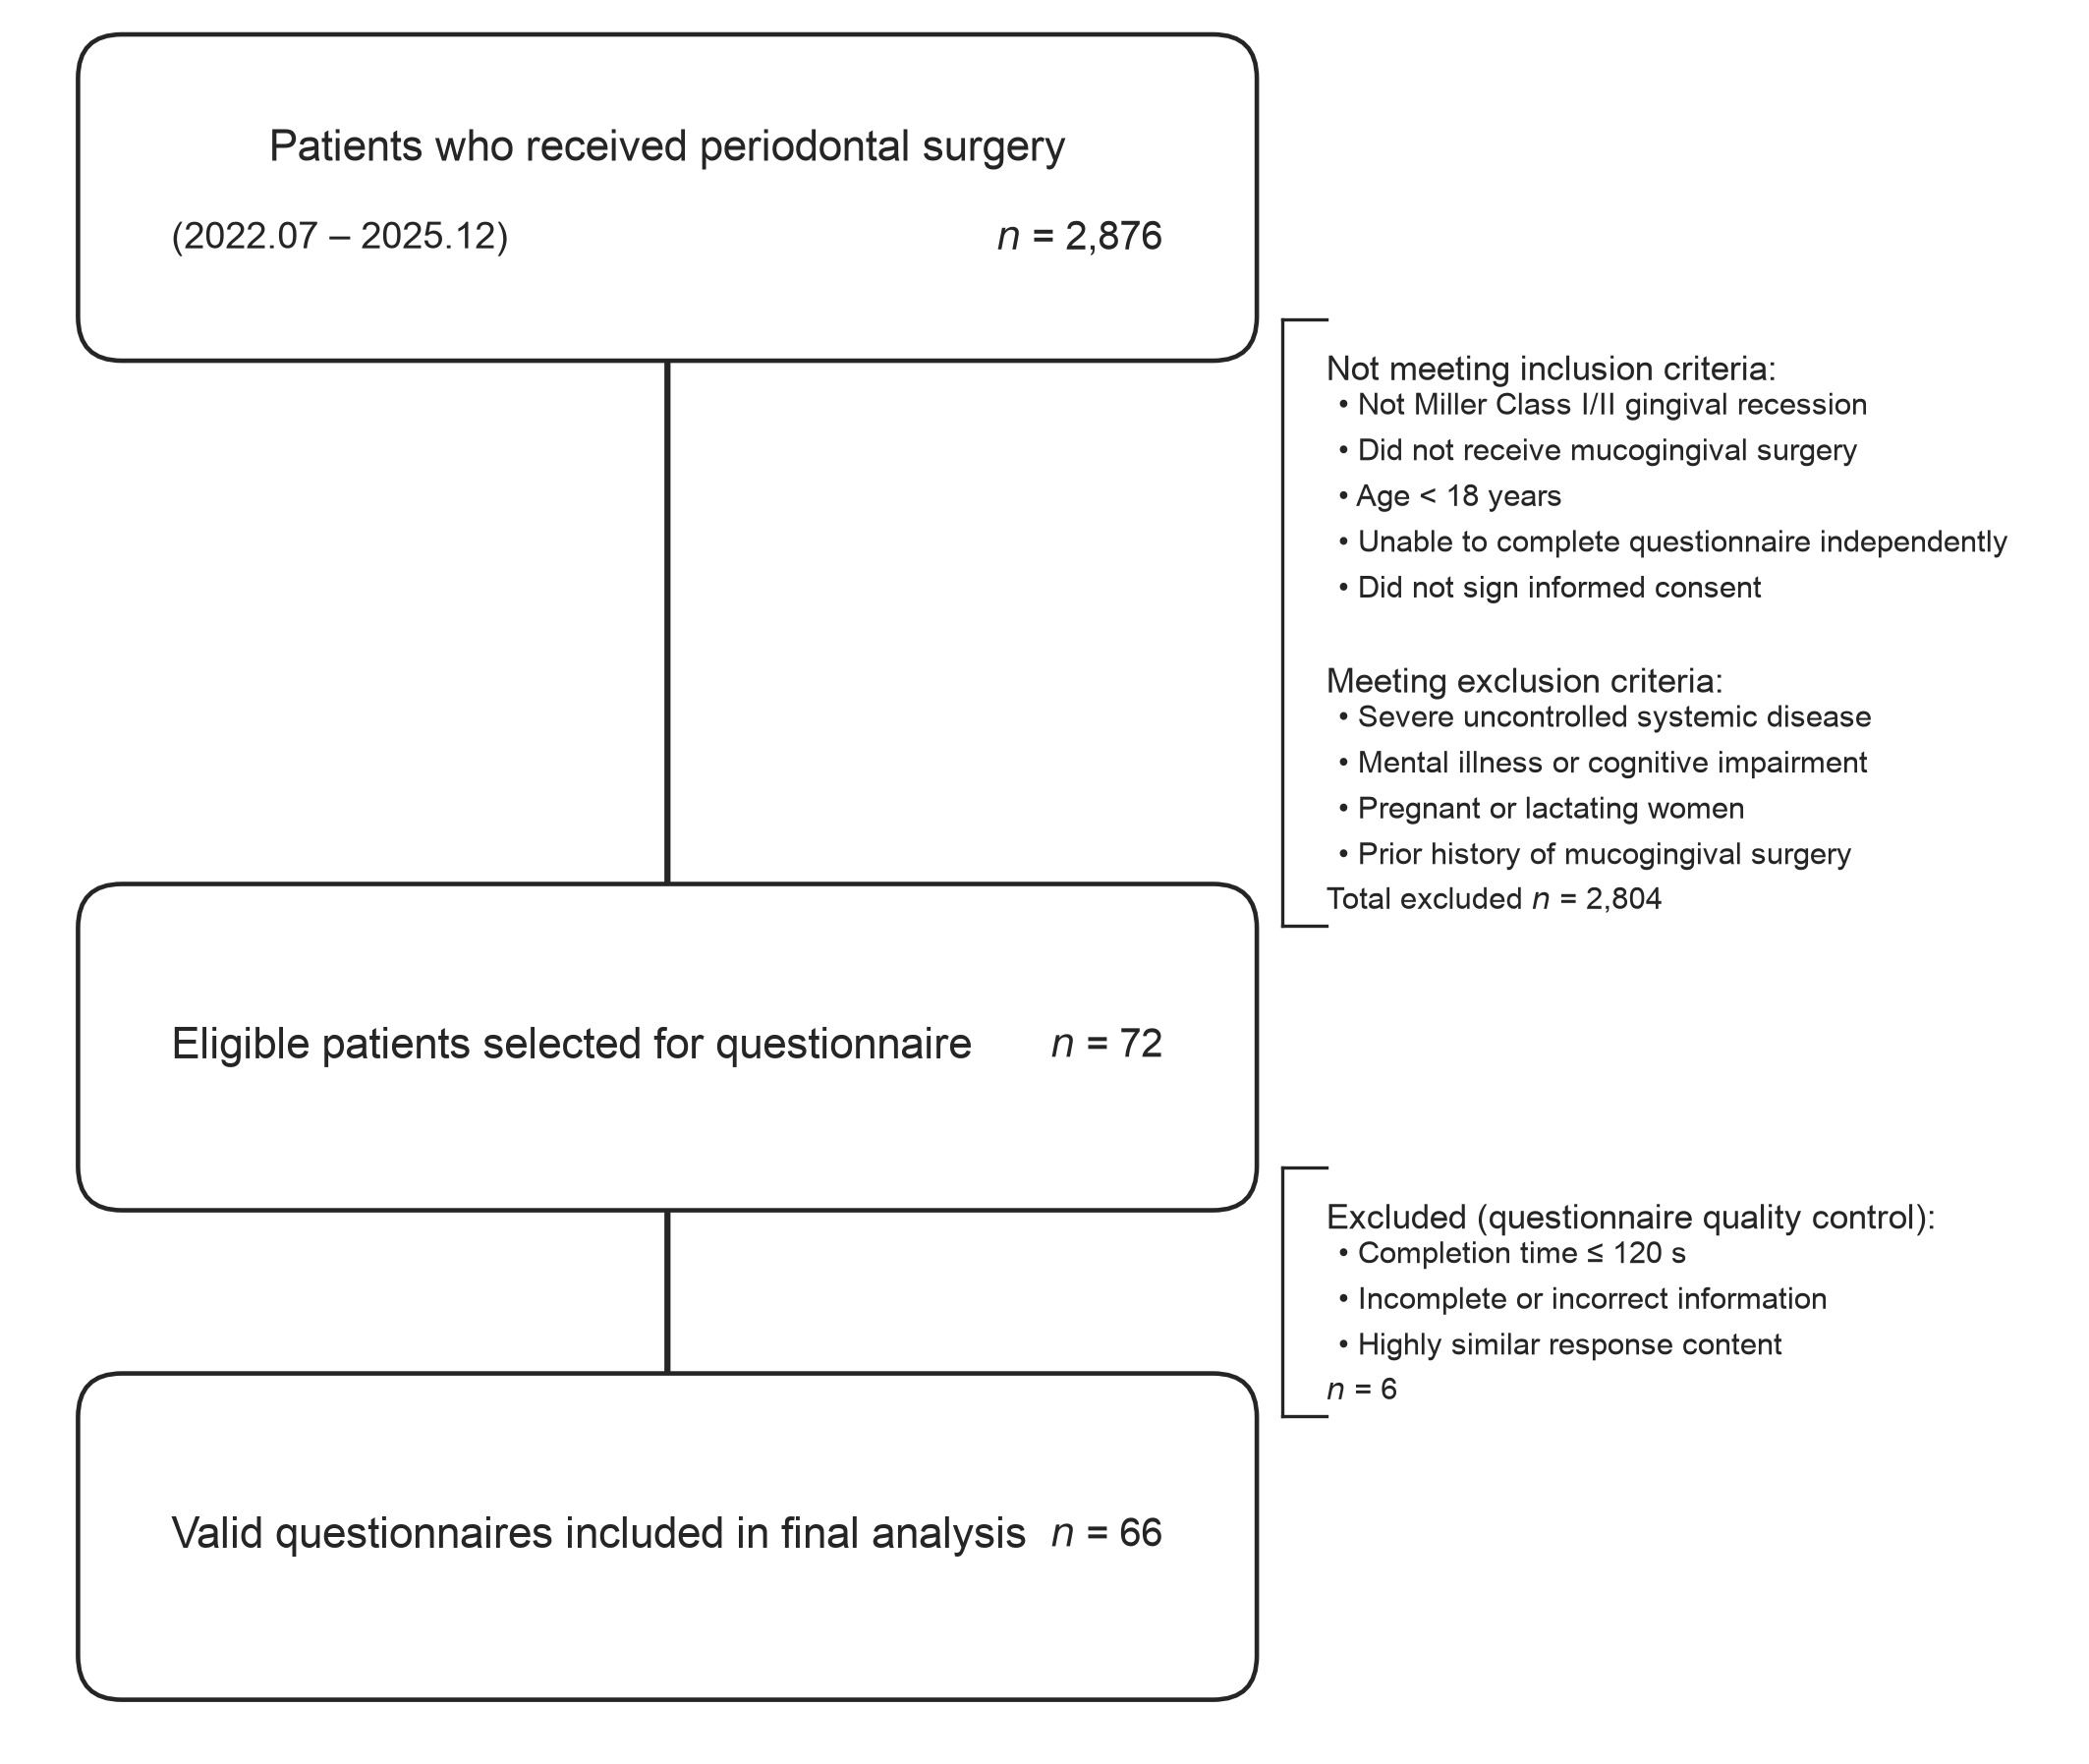 Patients who received periodontal surgery
(2022.07 – 2025.12) n = 2,876
Not meeting inclusion criteria:
• Not Miller Class I/II gingival recession
• Did not receive mucogingival surgery
• Age < 18 years
• Unable to complete questionnaire independently
• Did not sign informed consent
Meeting exclusion criteria:
• Severe uncontrolled systemic disease
• Mental illness or cognitive impairment
• Pregnant or lactating women
• Prior history of mucogingival surgery
Total excluded n = 2,804
Eligible patients selected for questionnaire n = 72
Excluded (questionnaire quality control):
• Completion time ≤ 120 s
• Incomplete or incorrect information
• Highly similar response content
n = 6
Valid questionnaires included in final analysis n = 66